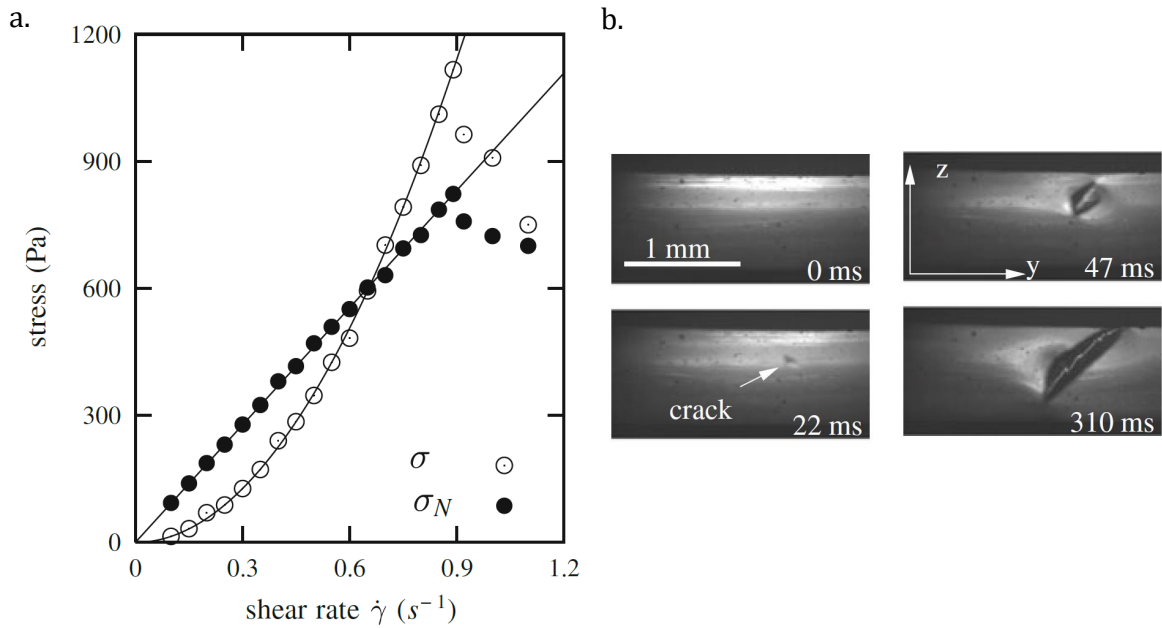 a.
1200
900
600
300
0
stress (Pa)
σ
σ_N
0 0.3 0.6 0.9 1.2
shear rate γ̇ (s⁻¹)
b.
1 mm
0 ms
z
y
47 ms
crack
22 ms
310 ms